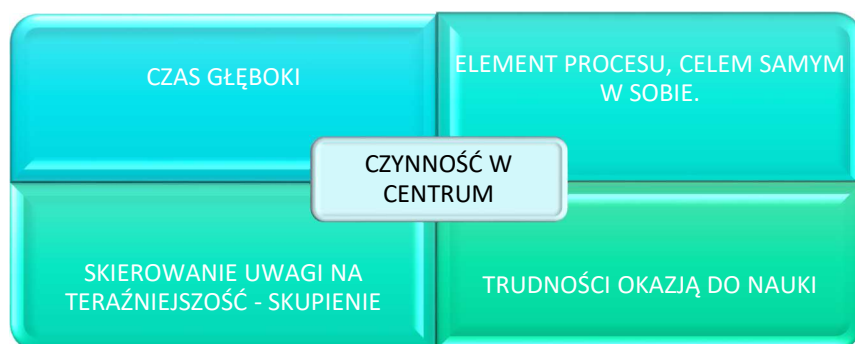 CZAS GŁĘBOKI
ELEMENT PROCESU, CELEM SAMYM
W SOBIE.
CZYNNOŚĆ W
CENTRUM
SKIEROWANIE UWAGI NA
TERAŹNIEJSZOŚĆ - SKUPIENIE
TRUDNOŚCI OKAZJĄ DO NAUKI